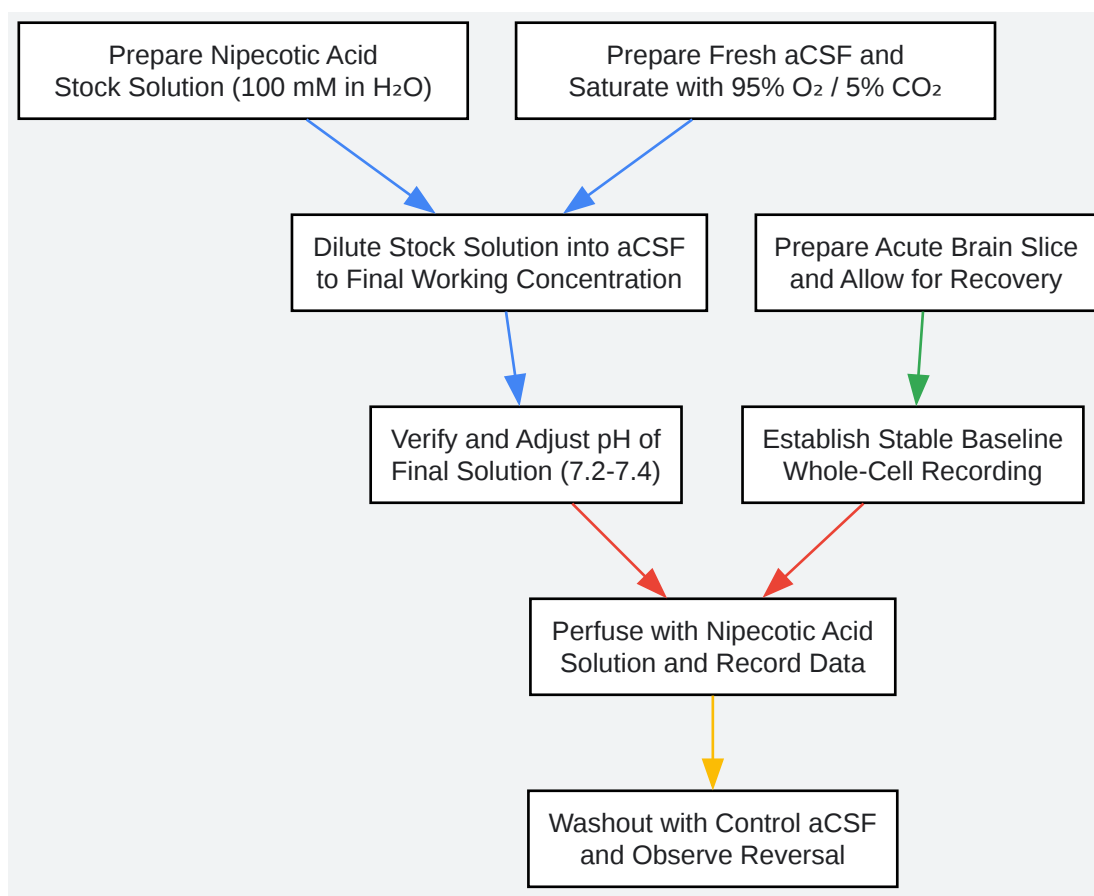 Prepare Nipecotic Acid
Stock Solution (100 mM in H₂O)
Prepare Fresh aCSF and
Saturate with 95% O₂ / 5% CO₂
Dilute Stock Solution into aCSF
to Final Working Concentration
Prepare Acute Brain Slice
and Allow for Recovery
Verify and Adjust pH of
Final Solution (7.2-7.4)
Establish Stable Baseline
Whole-Cell Recording
Perfuse with Nipecotic Acid
Solution and Record Data
Washout with Control aCSF
and Observe Reversal